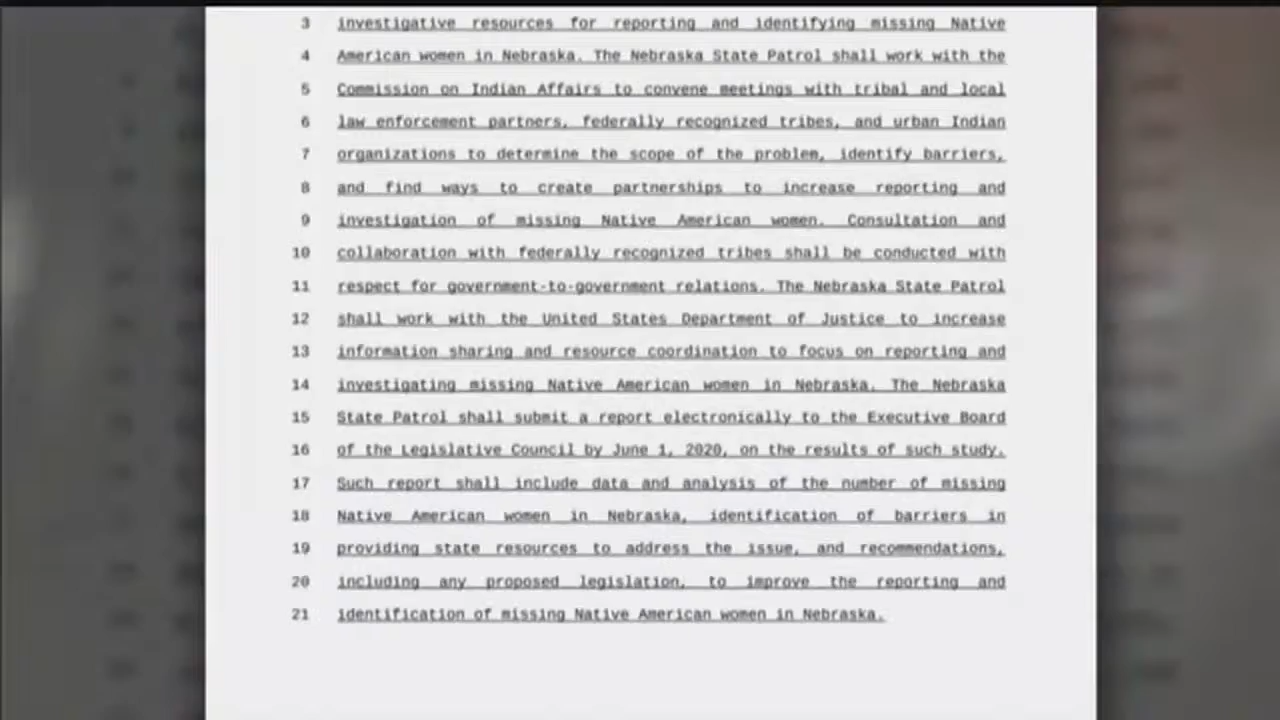 3 investigative resources for reporting and identifying missing Native
4 American women in Nebraska. The Nebraska State Patrol shall work with the
5 Commission on Indian Affairs to convene meetings with tribal and local
6 law enforcement partners, federally recognized tribes, and urban Indian
7 organizations to determine the scope of the problem, identify barriers,
8 and find ways to create partnerships to increase reporting and
9 investigation of missing Native American women. Consultation and
10 collaboration with federally recognized tribes shall be conducted with
11 respect for government-to-government relations. The Nebraska State Patrol
12 shall work with the United States Department of Justice to increase
13 information sharing and resource coordination to focus on reporting and
14 investigating missing Native American women in Nebraska. The Nebraska
15 State Patrol shall submit a report electronically to the Executive Board
16 of the Legislative Council by June 1, 2020, on the results of such study.
17 Such report shall include data and analysis of the number of missing
18 Native American women in Nebraska, identification of barriers in
19 providing state resources to address the issue, and recommendations,
20 including any proposed legislation, to improve the reporting and
21 identification of missing Native American women in Nebraska.